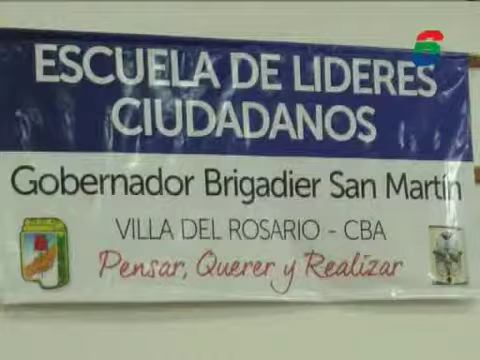 ESCUELA DE LIDERES
CIUDADANOS
Gobernador Brigadier San Martín
VILLA DEL ROSARIO - CBA
Pensar, Querer y Realizar